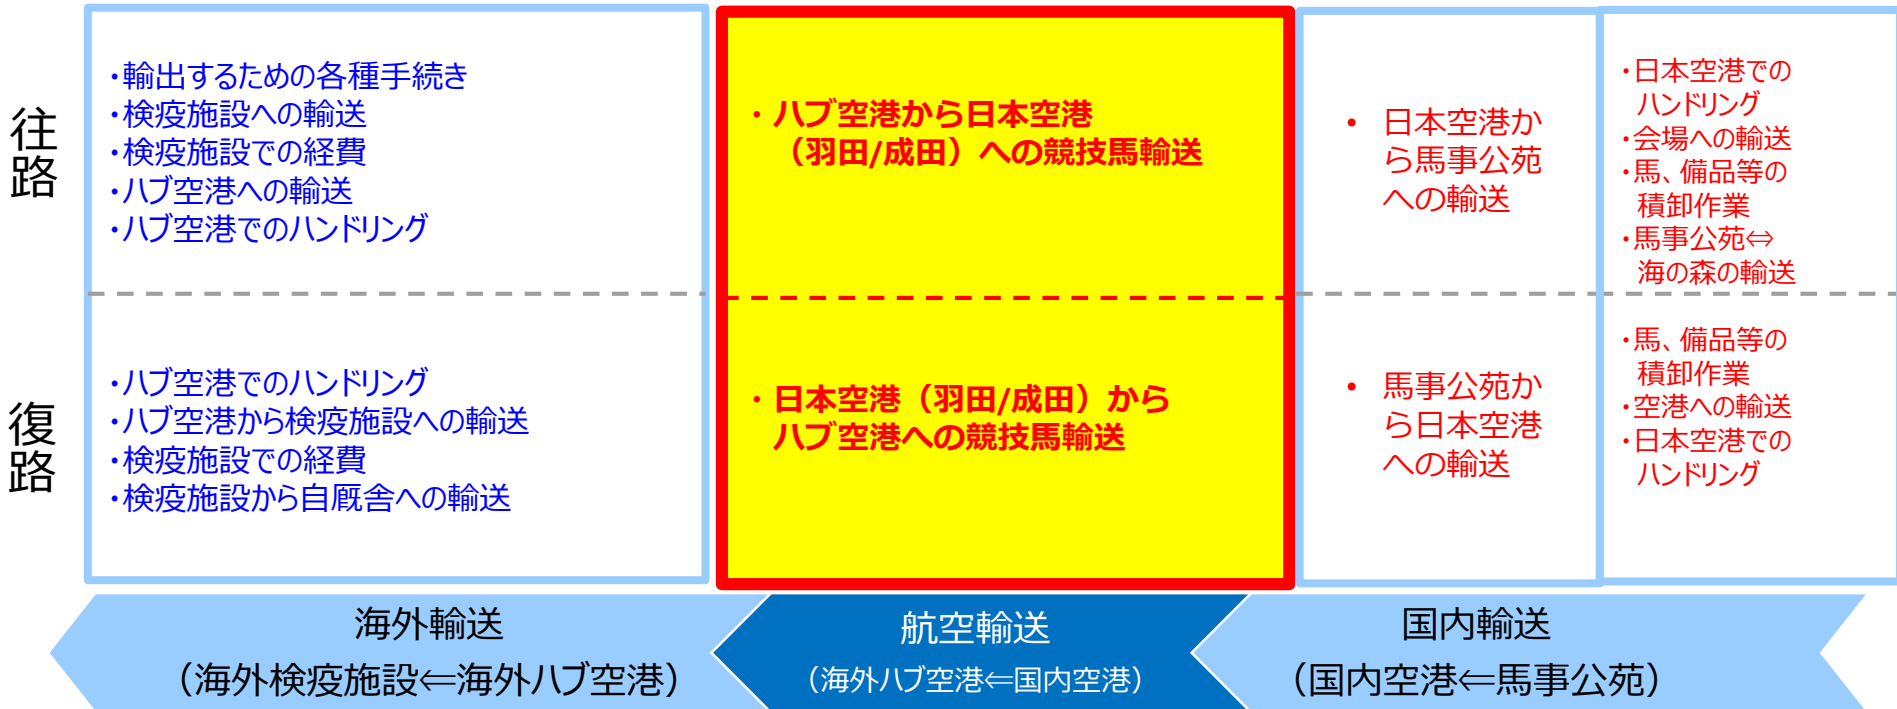 往路
・輸出するための各種手続き
・検疫施設への輸送
・検疫施設での経費
・ハブ空港への輸送
・ハブ空港でのハンドリング
・ハブ空港から日本空港
（羽田/成田）への競技馬輸送
• 日本空港か
ら馬事公苑
への輸送
・日本空港での
ハンドリング
・会場への輸送
・馬、備品等の
積卸作業
・馬事公苑⇔
海の森の輸送
復路
・ハブ空港でのハンドリング
・ハブ空港から検疫施設への輸送
・検疫施設での経費
・検疫施設から自厩舎への輸送
・日本空港（羽田/成田）から
ハブ空港への競技馬輸送
• 馬事公苑か
ら日本空港
への輸送
・馬、備品等の
積卸作業
・空港への輸送
・日本空港での
ハンドリング
海外輸送
（海外検疫施設⇐海外ハブ空港）
航空輸送
（海外ハブ空港⇐国内空港）
国内輸送
（国内空港⇐馬事公苑）